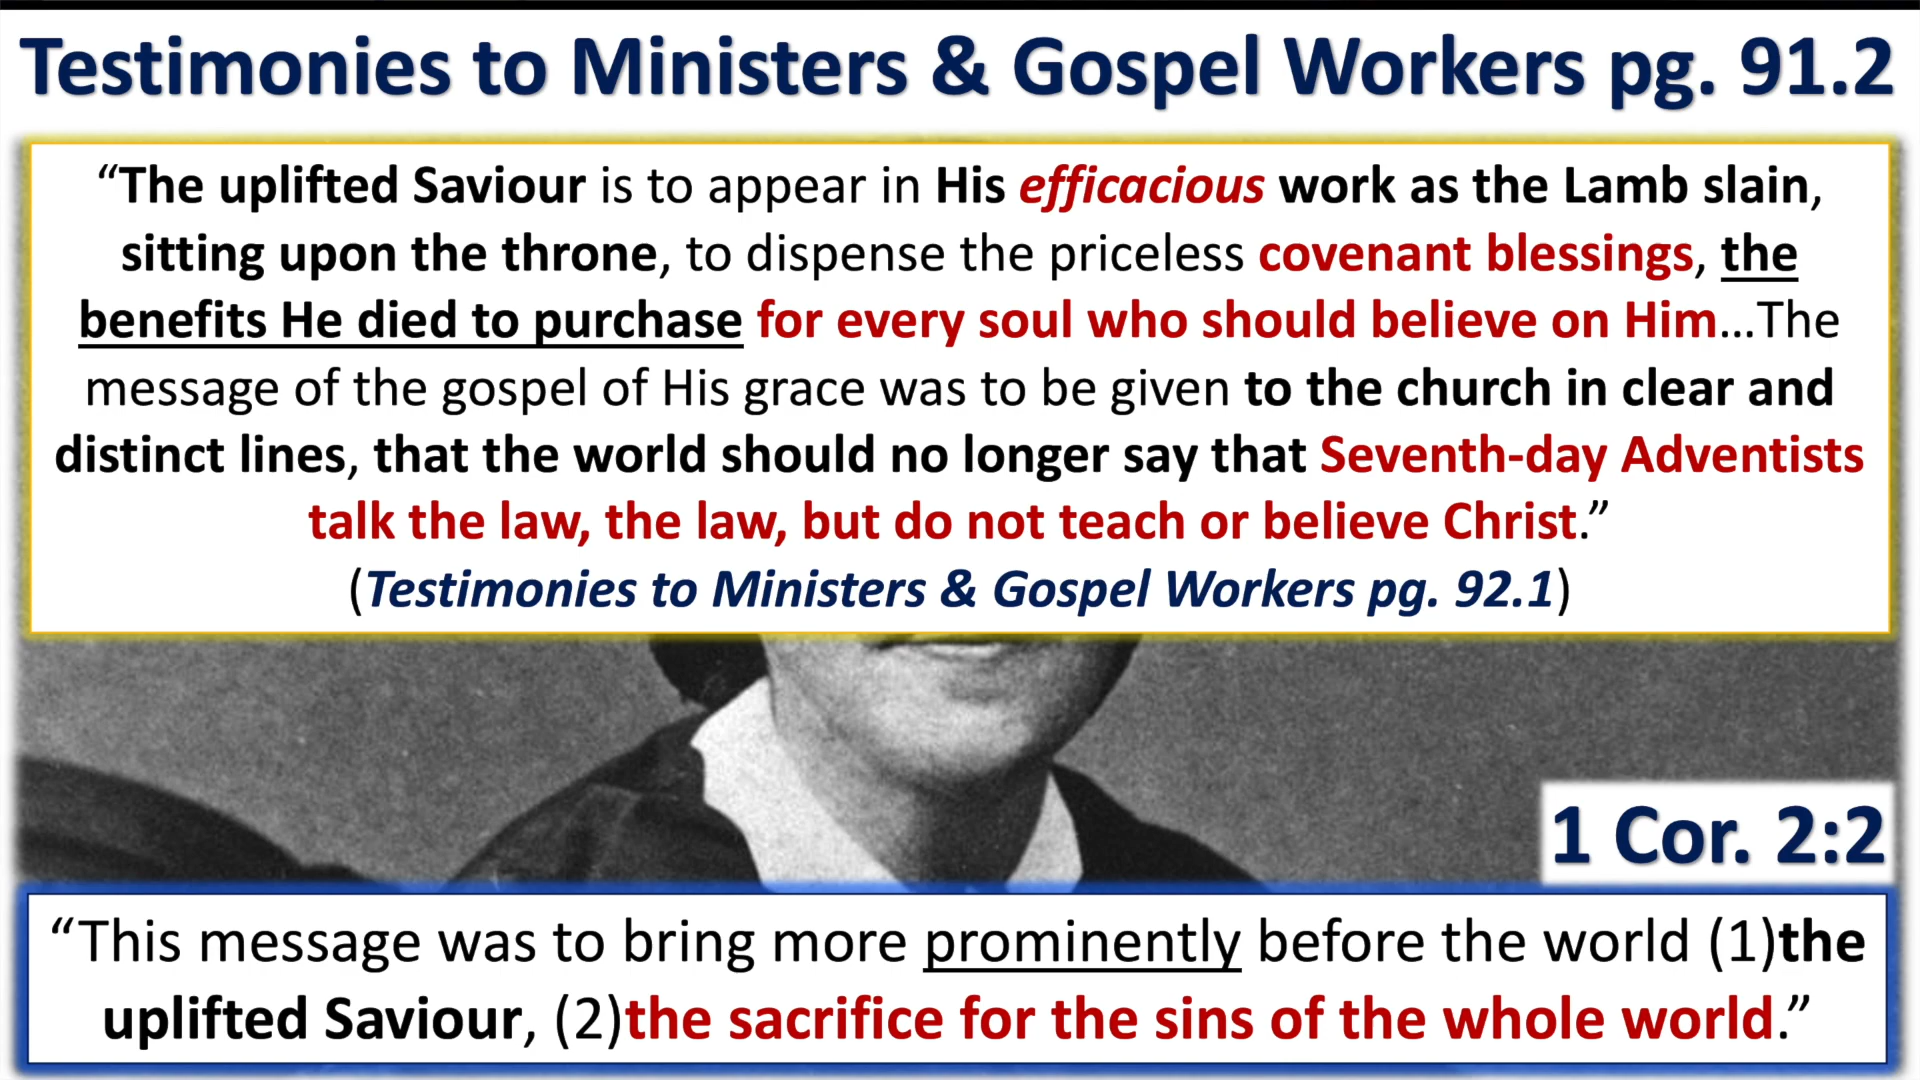 Testimonies to Ministers & Gospel Workers pg. 91.2
“The uplifted Saviour is to appear in His efficacious work as the Lamb slain,
sitting upon the throne, to dispense the priceless covenant blessings, the
benefits He died to purchase for every soul who should believe on Him...The
message of the gospel of His grace was to be given to the church in clear and
distinct lines, that the world should no longer say that Seventh-day Adventists
talk the law, the law, but do not teach or believe Christ.”
(Testimonies to Ministers & Gospel Workers pg. 92.1)
1 Cor. 2:2
“This message was to bring more prominently before the world (1)the
uplifted Saviour, (2)the sacrifice for the sins of the whole world.”